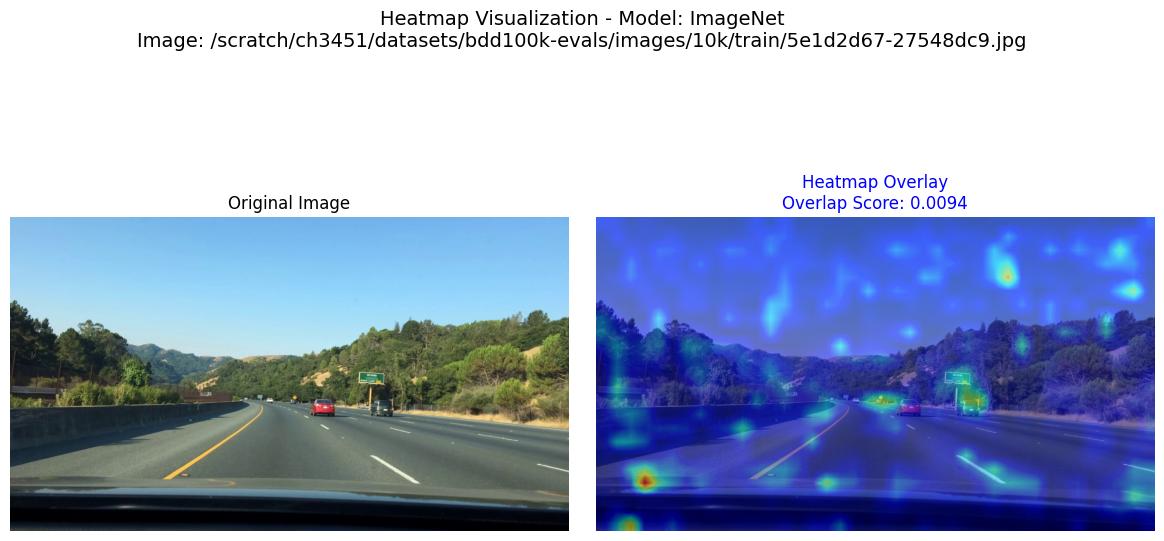 Heatmap Visualization - Model: ImageNet
Image: /scratch/ch3451/datasets/bdd100k-evals/images/10k/train/5e1d2d67-27548dc9.jpg
Original Image
Heatmap Overlay
Overlap Score: 0.0094